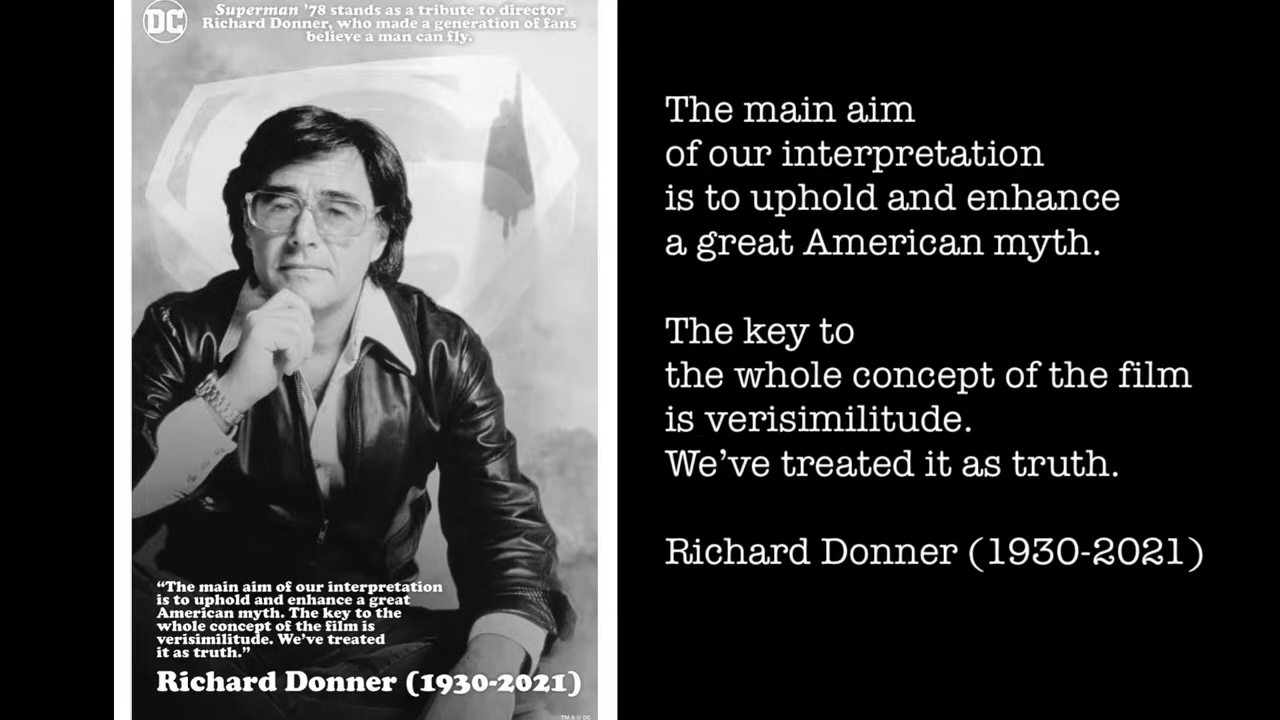 DC
Superman ’78 stands as a tribute to director
Richard Donner, who made a generation of fans
believe a man can fly.
“The main aim of our interpretation
is to uphold and enhance a great
American myth. The key to the
whole concept of the film is
verisimilitude. We’ve treated
it as truth.”
Richard Donner (1930-2021)
TM & © DC
The main aim
of our interpretation
is to uphold and enhance
a great American myth.
The key to
the whole concept of the film
is verisimilitude.
We’ve treated it as truth.
Richard Donner (1930-2021)